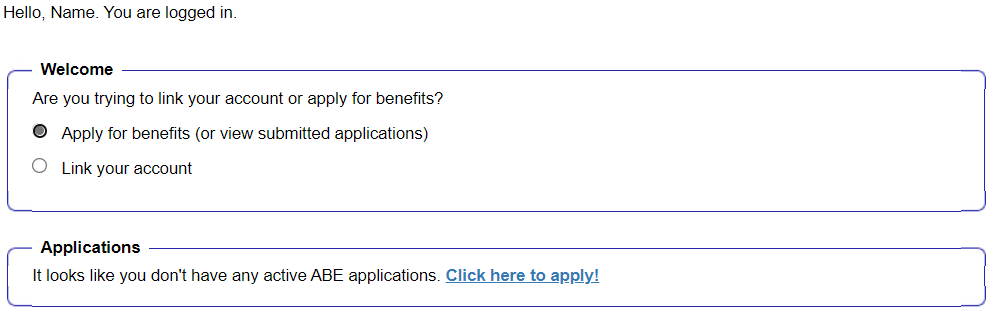 Hello, Name. You are logged in.
Welcome
Are you trying to link your account or apply for benefits?
Apply for benefits (or view submitted applications)
Link your account
Applications
It looks like you don't have any active ABE applications. Click here to apply!